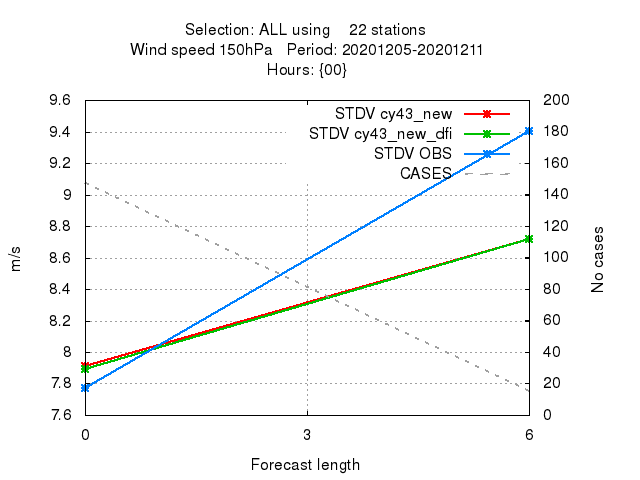 Selection: ALL using 22 stations
Wind speed 150hPa Period: 20201205-20201211
Hours: {00}
9.6
9.4
9.2
9
8.8
8.6
8.4
8.2
8
7.8
7.6
200
180
160
140
120
100
80
60
40
20
0
STDV cy43_new
STDV cy43_new_dfi
STDV OBS
CASES
m/s
No cases
0 3 6
Forecast length